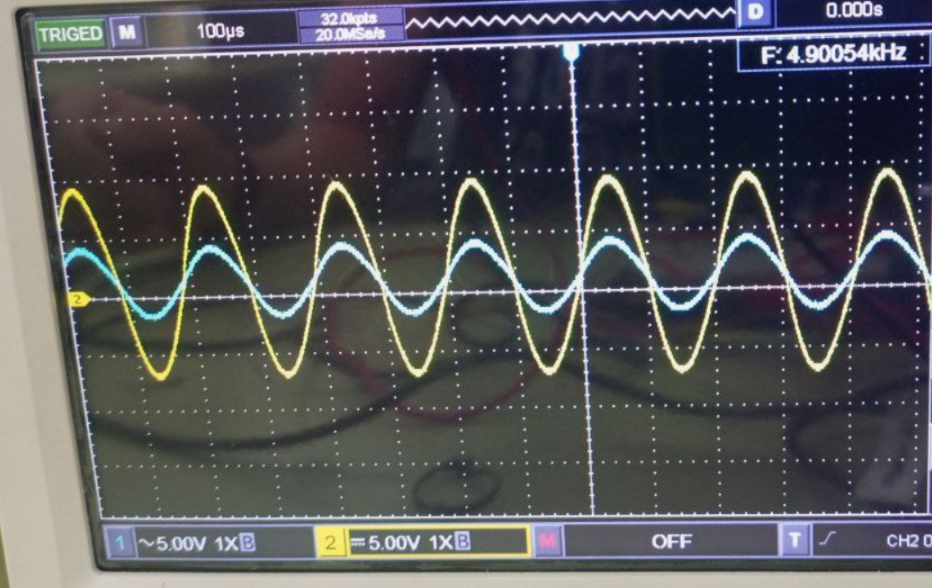 TRIGED M 100μs 32.0kpts D 0.000s
20.0MSa/s
F: 4.90054kHz
2
1 ~5.00V 1X B 2 ⎓5.00V 1X B M OFF T CH2 0